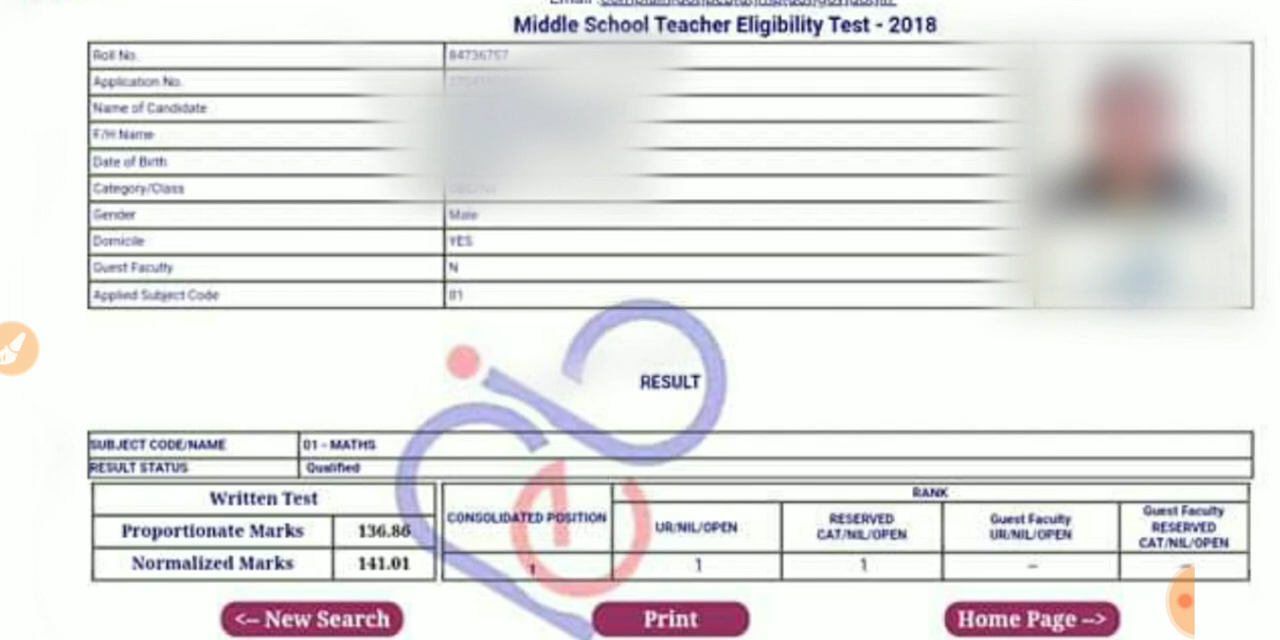 Middle School Teacher Eligibility Test - 2018
Roll No. 84736757
Application No.
Name of Candidate
F/H Name
Date of Birth
Category/Class
Gender Male
Domicile YES
Guest Faculty N
Applied Subject Code 01
RESULT
SUBJECT CODE/NAME 01 - MATHS
RESULT STATUS Qualified
Written Test
Proportionate Marks 136.86
Normalized Marks 141.01
CONSOLIDATED POSITION
1
RANK
UR/NIL/OPEN
RESERVED
CAT/NIL/OPEN
Guest Faculty
UR/NIL/OPEN
Guest Faculty
RESERVED
CAT/NIL/OPEN
1 1 -- --
<-- New Search
Print
Home Page -->